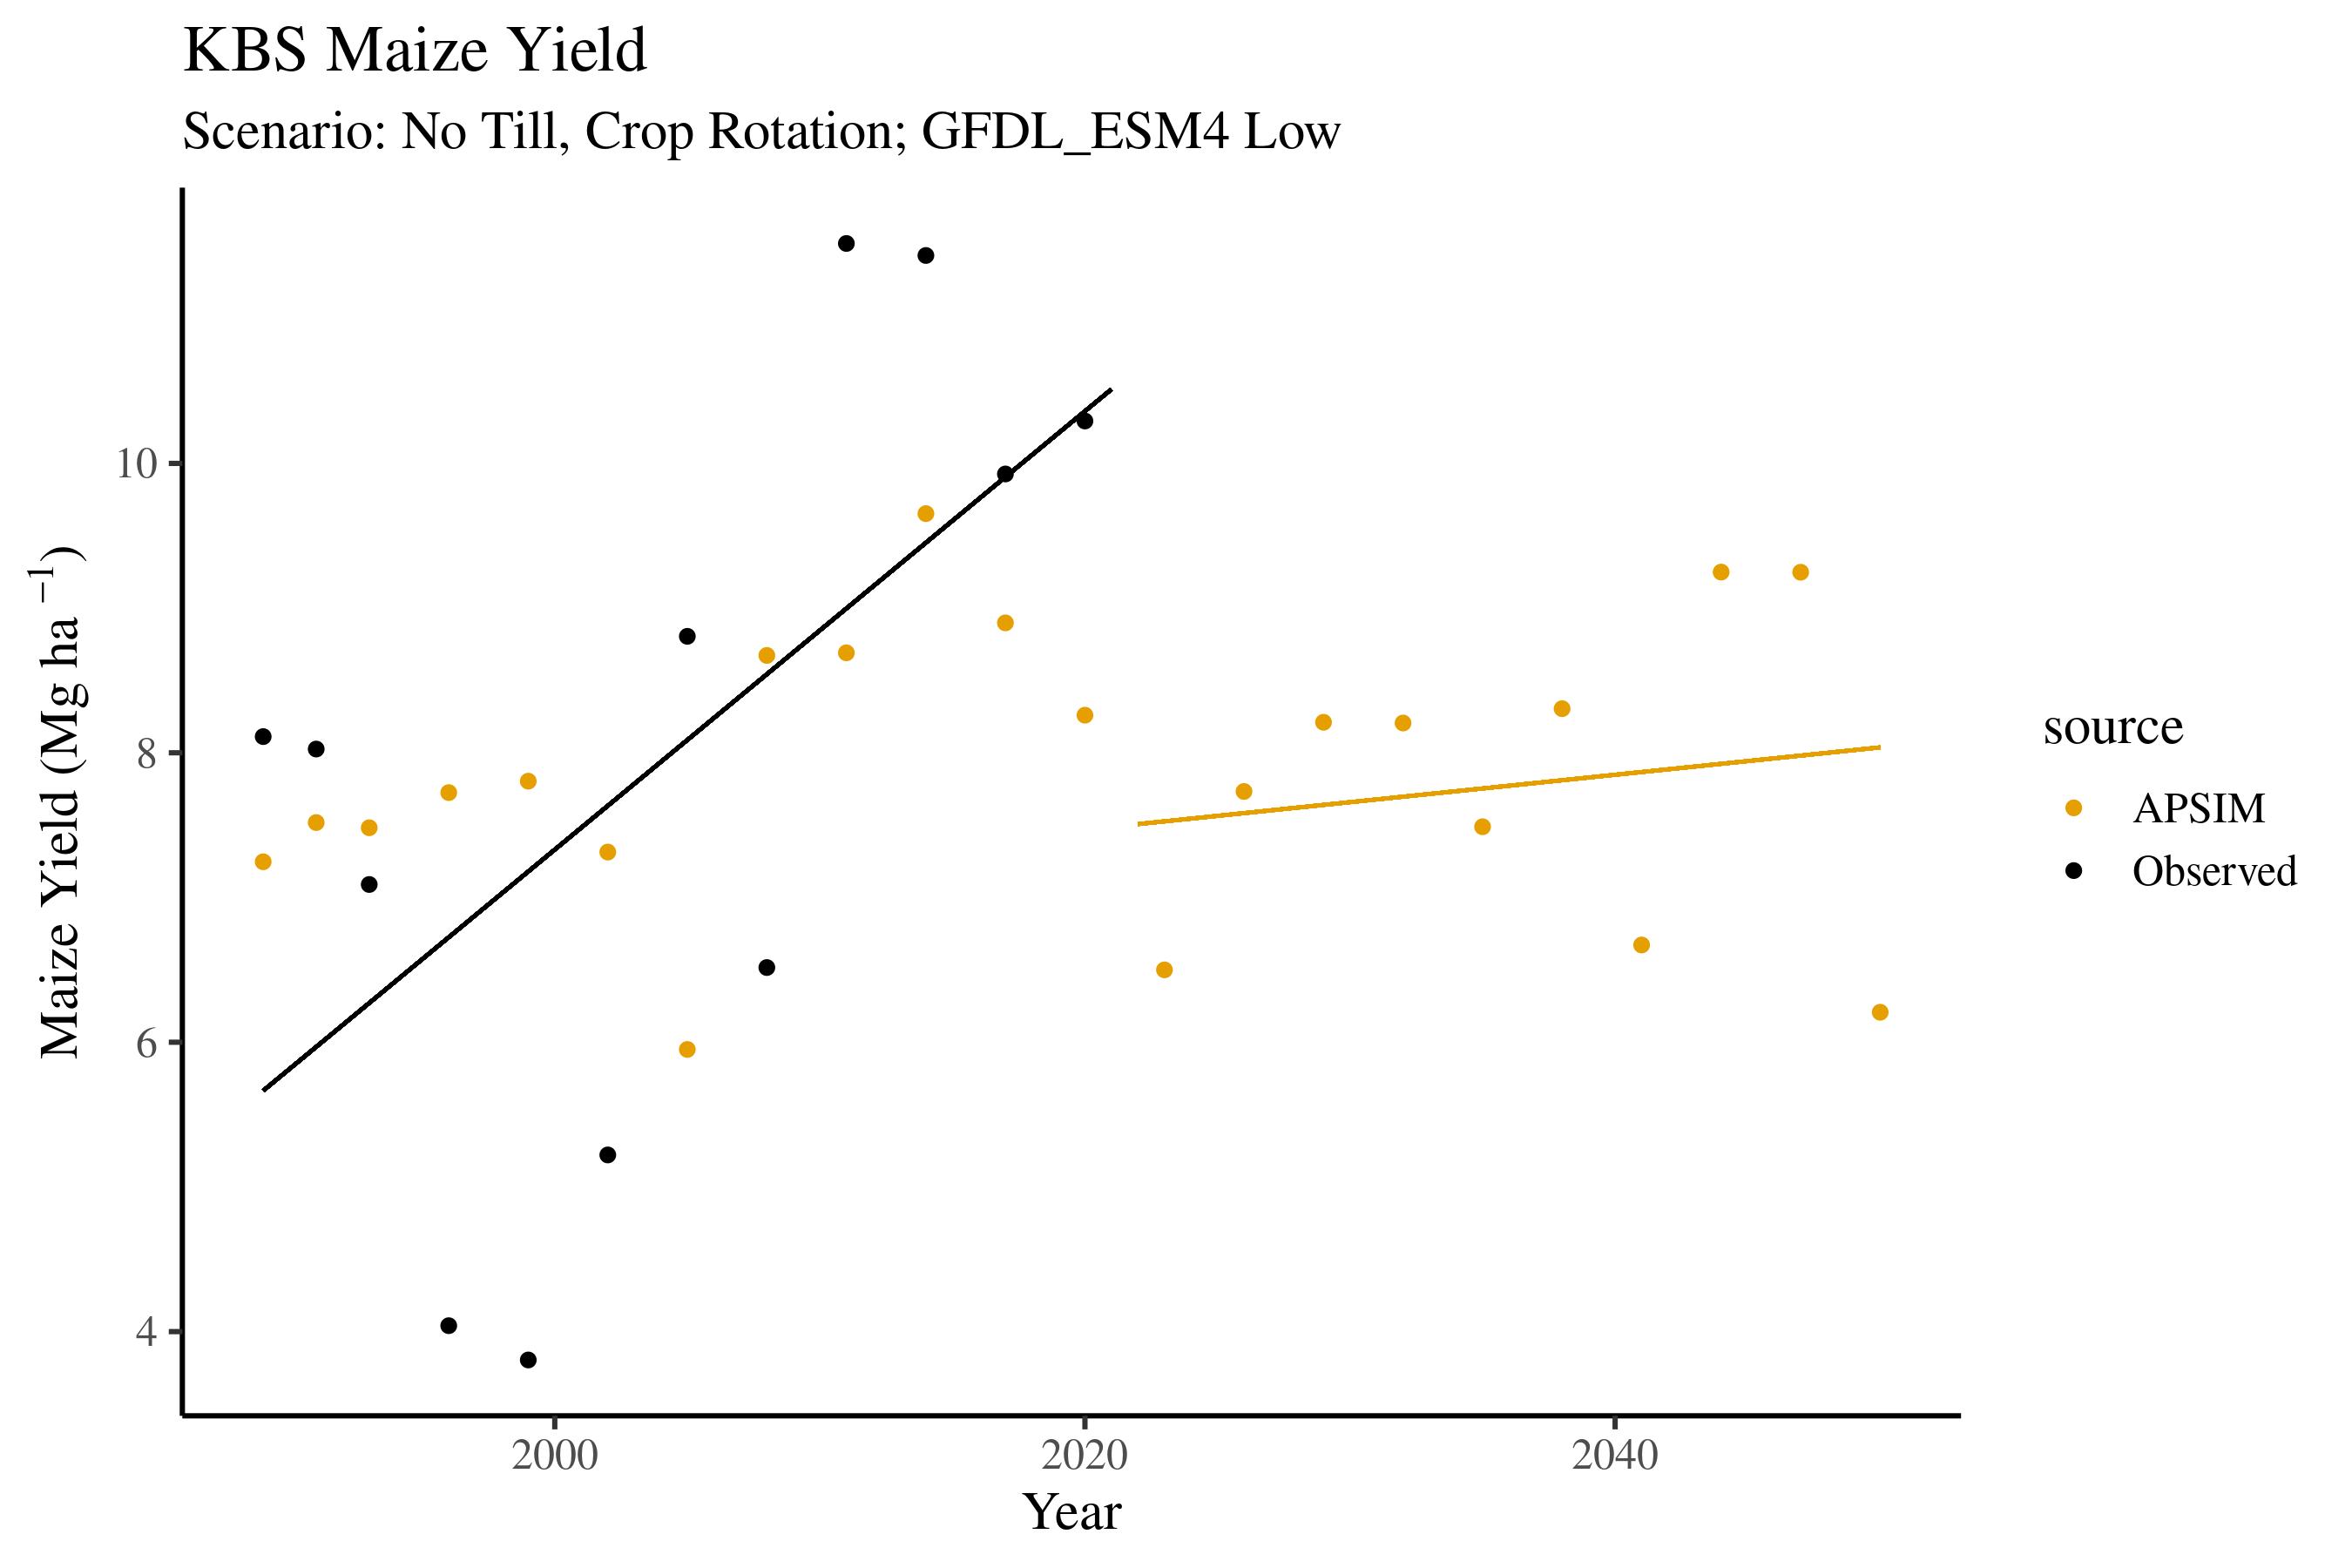 KBS Maize Yield
Scenario: No Till, Crop Rotation; GFDL_ESM4 Low
Maize Yield (Mg ha −1)
10
8
6
4
2000
2020
2040
Year
source
APSIM
Observed